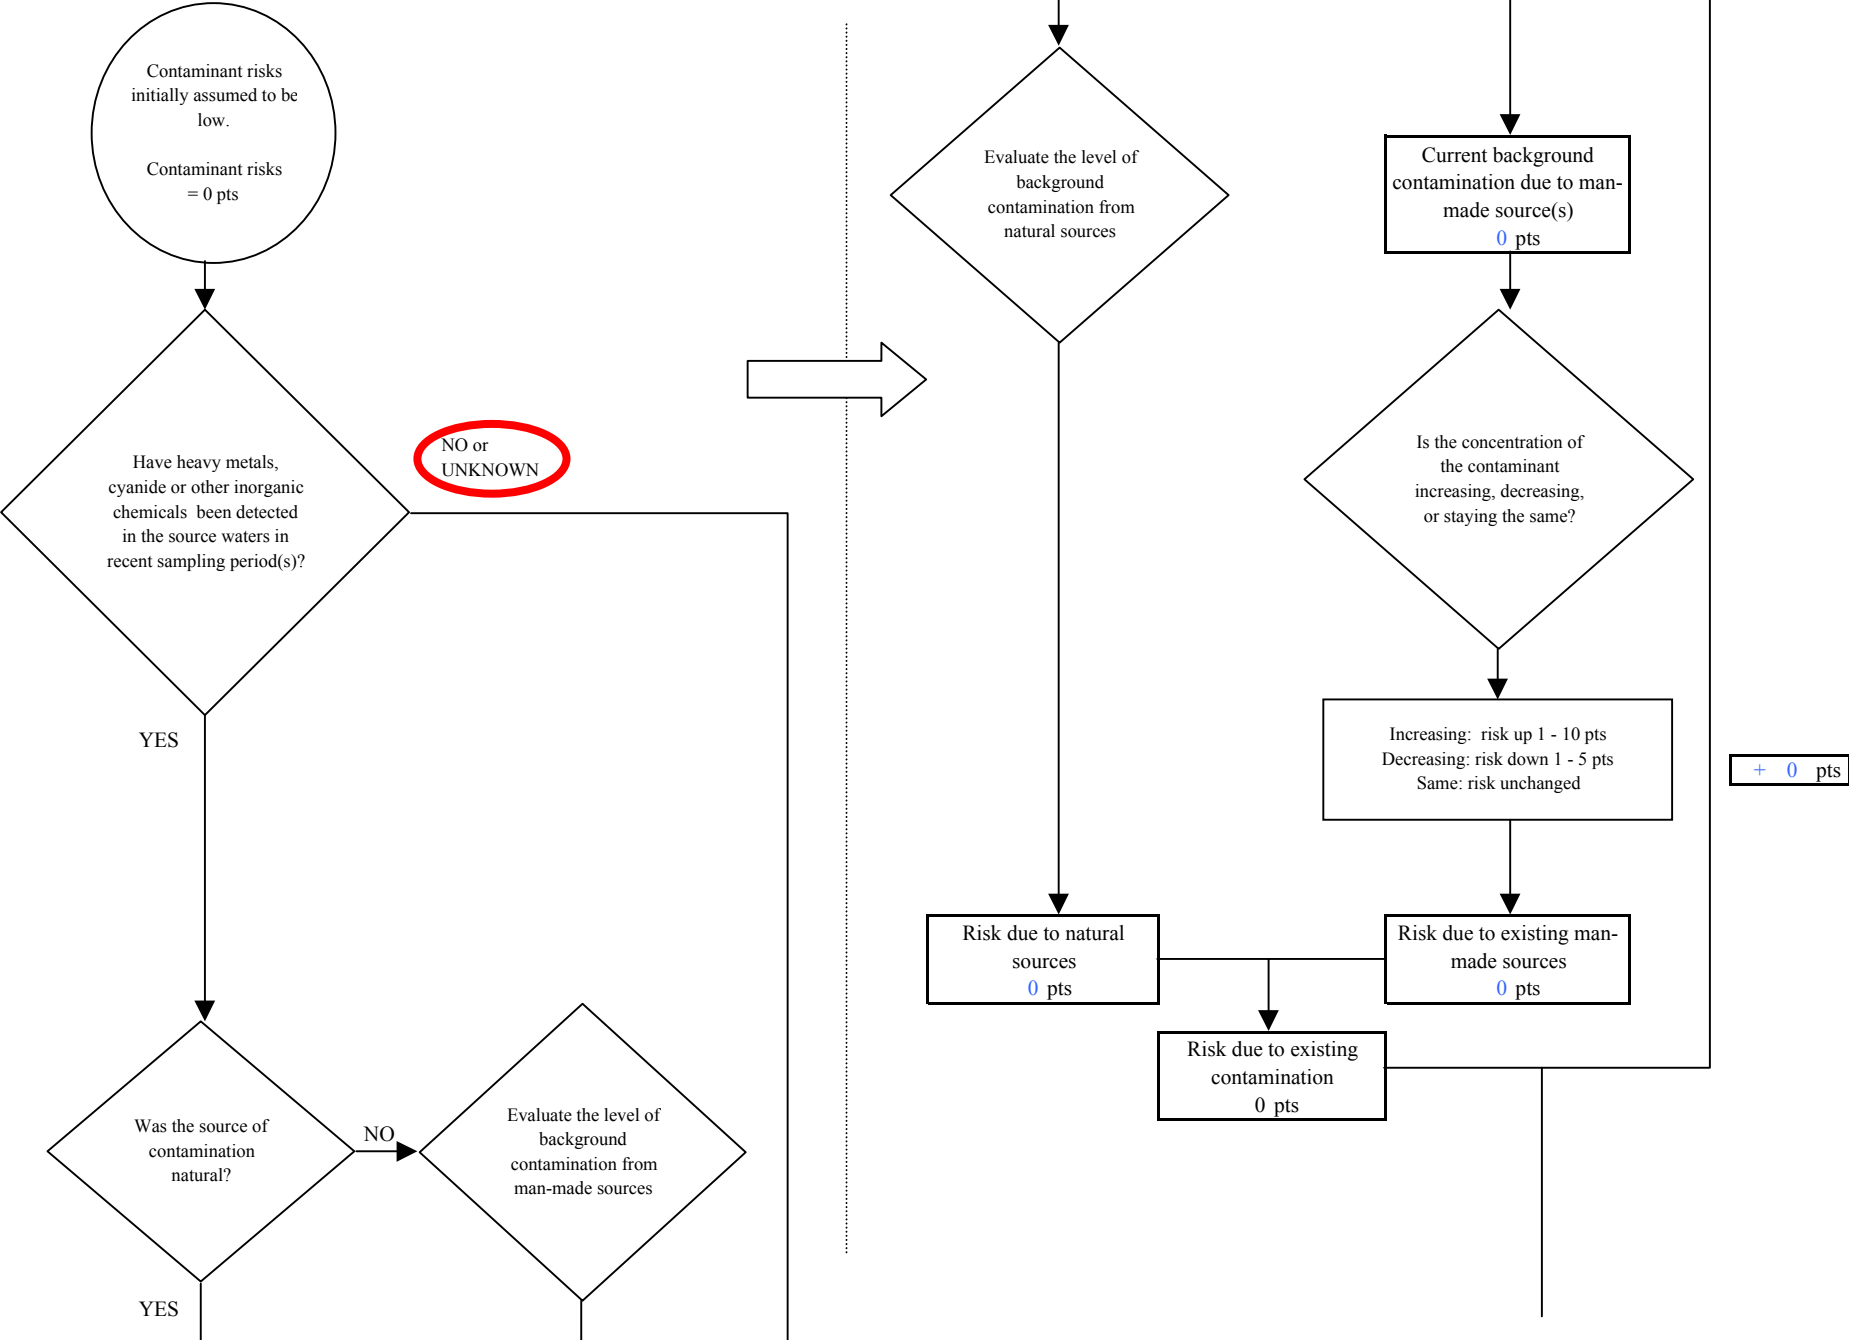 Contaminant risks
initially assumed to be
low.
Contaminant risks
= 0 pts
Have heavy metals,
cyanide or other inorganic
chemicals been detected
in the source waters in
recent sampling period(s)?
NO or
UNKNOWN
YES
Was the source of
contamination
natural?
NO
Evaluate the level of
background
contamination from
man-made sources
YES
Evaluate the level of
background
contamination from
natural sources
Current background
contamination due to man-
made source(s)
0 pts
Is the concentration of
the contaminant
increasing, decreasing,
or staying the same?
Increasing: risk up 1 - 10 pts
Decreasing: risk down 1 - 5 pts
Same: risk unchanged
+ 0 pts
Risk due to natural
sources
0 pts
Risk due to existing man-
made sources
0 pts
Risk due to existing
contamination
0 pts